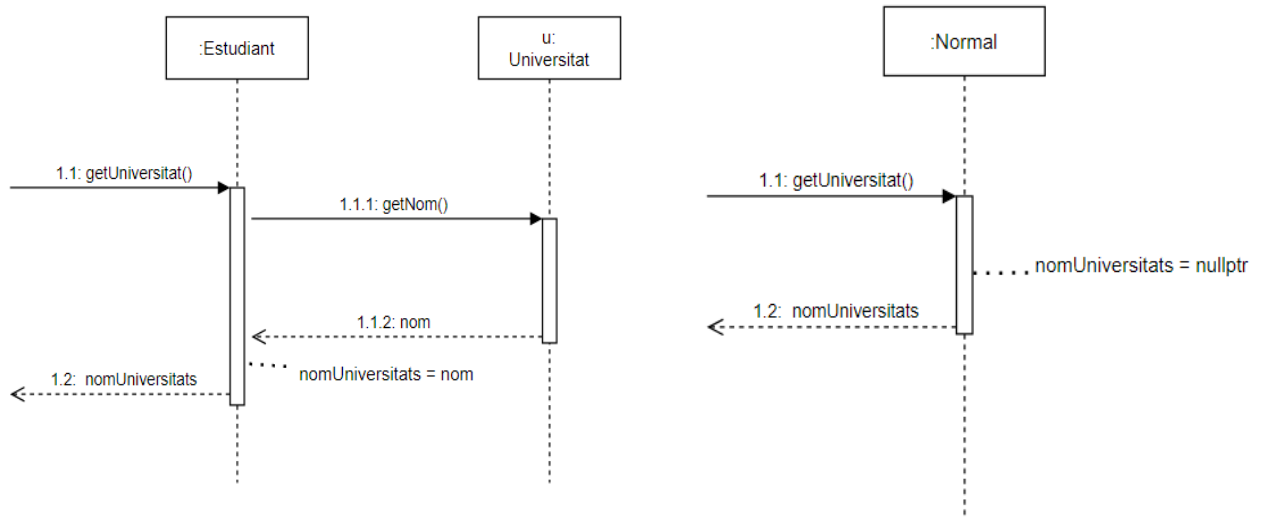 :Estudiant
u:
Universitat
1.1: getUniversitat()
1.1.1: getNom()
1.1.2: nom
nomUniversitats = nom
1.2: nomUniversitats
:Normal
1.1: getUniversitat()
nomUniversitats = nullptr
1.2: nomUniversitats